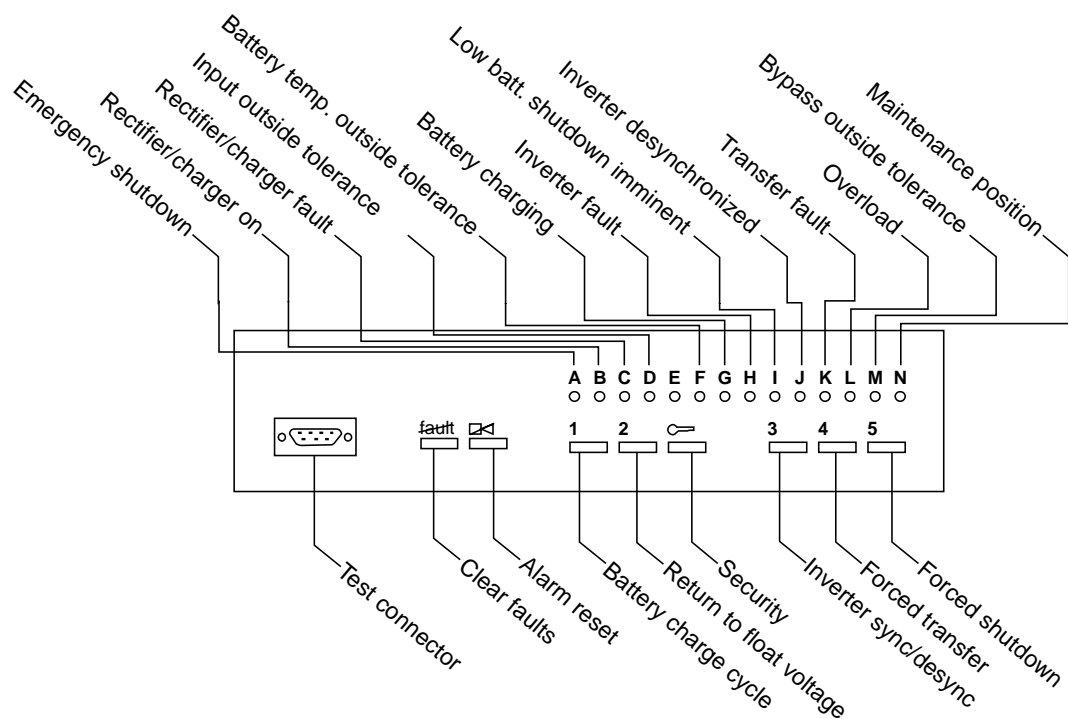 Emergency shutdown
Rectifier/charger on
Rectifier/charger fault
Input outside tolerance
Battery temp. outside tolerance
Battery charging
Inverter fault
Low batt. shutdown imminent
Inverter desynchronized
Transfer fault
Overload
Bypass outside tolerance
Maintenance position
A B C D E F G H I J K L M N
fault 1 2 3 4 5
Test connector
Clear faults
Alarm reset
Battery charge cycle
Return to float voltage
Security
Inverter sync/desync
Forced transfer
Forced shutdown